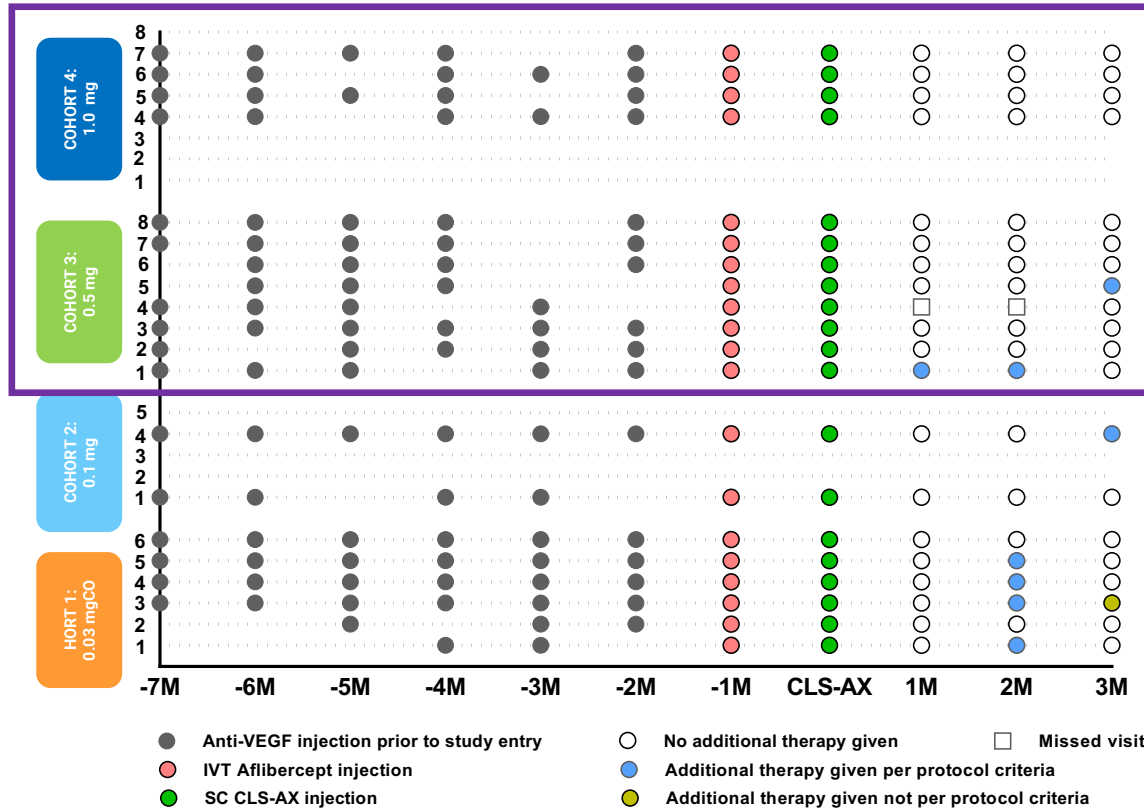 COHORT 4:
1.0 mg
8
7
6
5
4
3
2
1
COHORT 3:
0.5 mg
8
7
6
5
4
3
2
1
COHORT 2:
0.1 mg
5
4
3
2
1
HORT 1:
0.03 mgCO
6
5
4
3
2
1
-7M -6M -5M -4M -3M -2M -1M CLS-AX 1M 2M 3M
Anti-VEGF injection prior to study entry
No additional therapy given
Missed visit
IVT Aflibercept injection
Additional therapy given per protocol criteria
SC CLS-AX injection
Additional therapy given not per protocol criteria